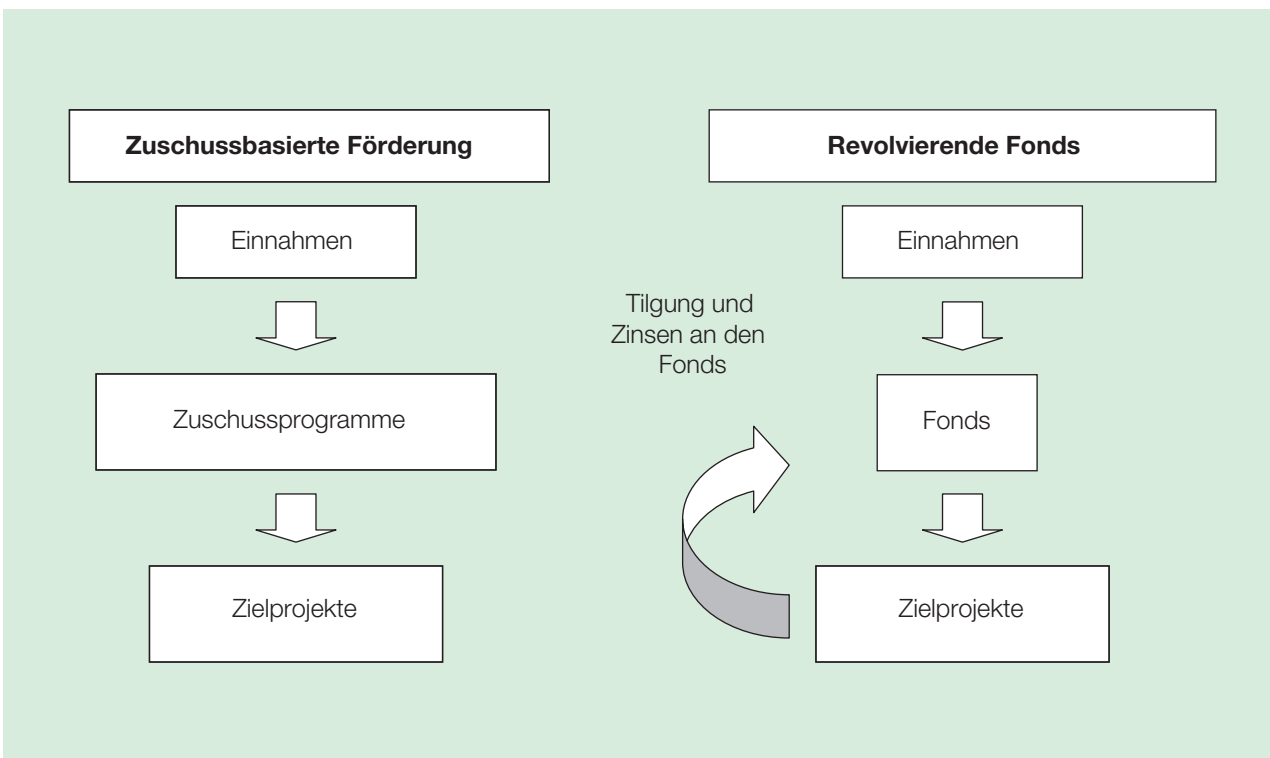 Zuschussbasierte Förderung
Einnahmen
Zuschussprogramme
Zielprojekte
Revolvierende Fonds
Einnahmen
Tilgung und
Zinsen an den
Fonds
Fonds
Zielprojekte